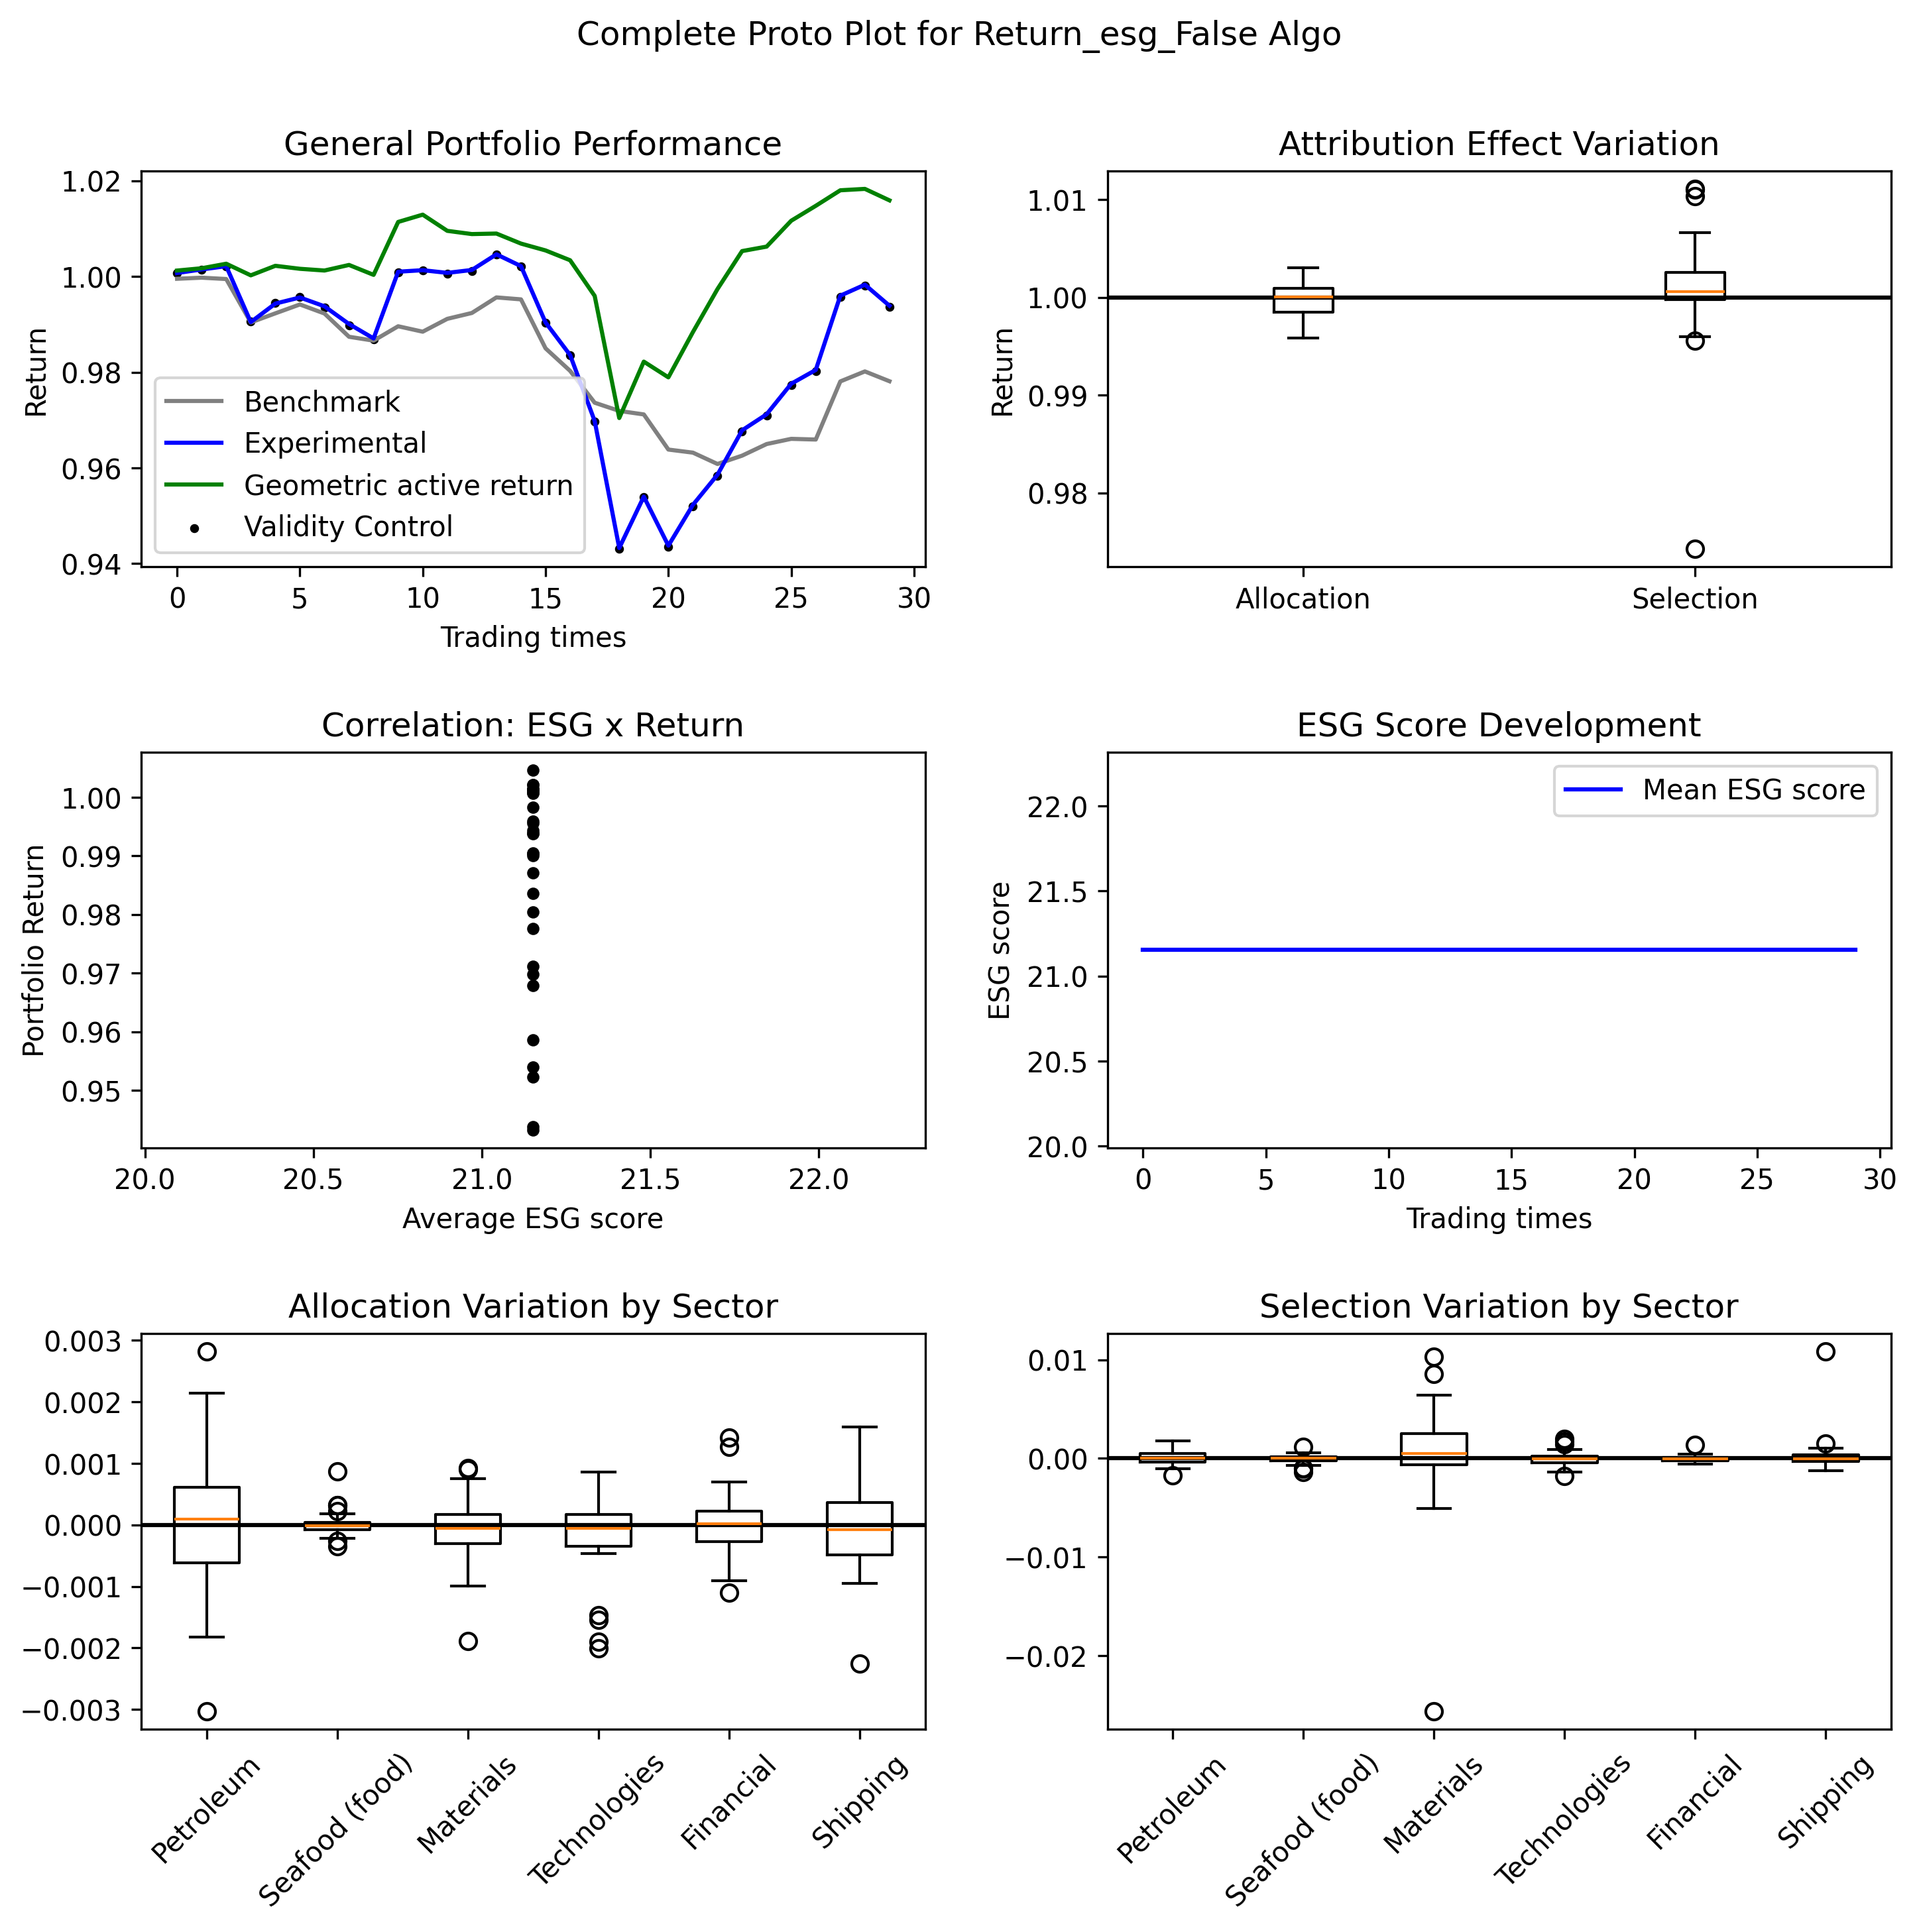 Complete Proto Plot for Return_esg_False Algo
General Portfolio Performance
1.02
1.00
0.98
0.96
0.94
Return
Benchmark
Experimental
Geometric active return
Validity Control
0 5 10 15 20 25 30
Trading times
Attribution Effect Variation
1.01
1.00
0.99
0.98
Return
Allocation Selection
Correlation: ESG x Return
1.00
0.99
0.98
0.97
0.96
0.95
Portfolio Return
20.0 20.5 21.0 21.5 22.0
Average ESG score
ESG Score Development
Mean ESG score
22.0
21.5
21.0
20.5
20.0
ESG score
0 5 10 15 20 25 30
Trading times
Allocation Variation by Sector
0.003
0.002
0.001
0.000
−0.001
−0.002
−0.003
Petroleum
Seafood (food)
Materials
Technologies
Financial
Shipping
Selection Variation by Sector
0.01
0.00
−0.01
−0.02
Petroleum
Seafood (food)
Materials
Technologies
Financial
Shipping